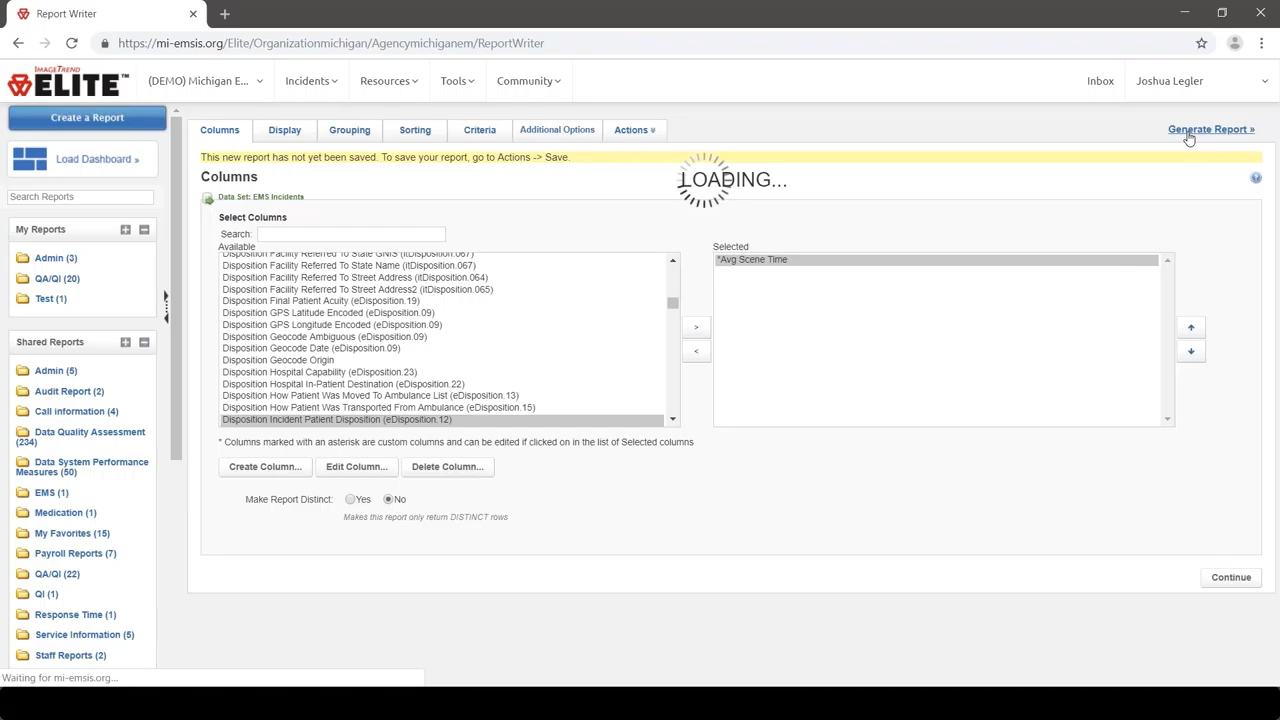 Report Writer
https://mi-emsis.org/Elite/Organizationmichigan/Agencymichiganem/ReportWriter
IMAGETREND
ELITE™
(DEMO) Michigan E...
Incidents
Resources
Tools
Community
Inbox
Joshua Legler
Create a Report
Load Dashboard »
Search Reports
My Reports
Admin (3)
QA/QI (20)
Test (1)
Shared Reports
Admin (5)
Audit Report (2)
Call information (4)
Data Quality Assessment
(234)
Data System Performance
Measures (50)
EMS (1)
Medication (1)
My Favorites (15)
Payroll Reports (7)
QA/QI (22)
QI (1)
Response Time (1)
Service Information (5)
Staff Reports (2)
Columns
Display
Grouping
Sorting
Criteria
Additional Options
Actions
Generate Report »
This new report has not yet been saved. To save your report, go to Actions -> Save.
Columns
LOADING...
Data Set: EMS Incidents
Select Columns
Search:
Available
Disposition Facility Referred To State GNIS (itDisposition.067)
Disposition Facility Referred To State Name (itDisposition.067)
Disposition Facility Referred To Street Address (itDisposition.064)
Disposition Facility Referred To Street Address2 (itDisposition.065)
Disposition Final Patient Acuity (eDisposition.19)
Disposition GPS Latitude Encoded (eDisposition.09)
Disposition GPS Longitude Encoded (eDisposition.09)
Disposition Geocode Ambiguous (eDisposition.09)
Disposition Geocode Date (eDisposition.09)
Disposition Geocode Origin
Disposition Hospital Capability (eDisposition.23)
Disposition Hospital In-Patient Destination (eDisposition.22)
Disposition How Patient Was Moved To Ambulance List (eDisposition.13)
Disposition How Patient Was Transported From Ambulance (eDisposition.15)
Disposition Incident Patient Disposition (eDisposition.12)
>
<
Selected
*Avg Scene Time
* Columns marked with an asterisk are custom columns and can be edited if clicked on in the list of Selected columns
Create Column...
Edit Column...
Delete Column...
Make Report Distinct:
Yes
No
Makes this report only return DISTINCT rows
Continue
Waiting for mi-emsis.org...